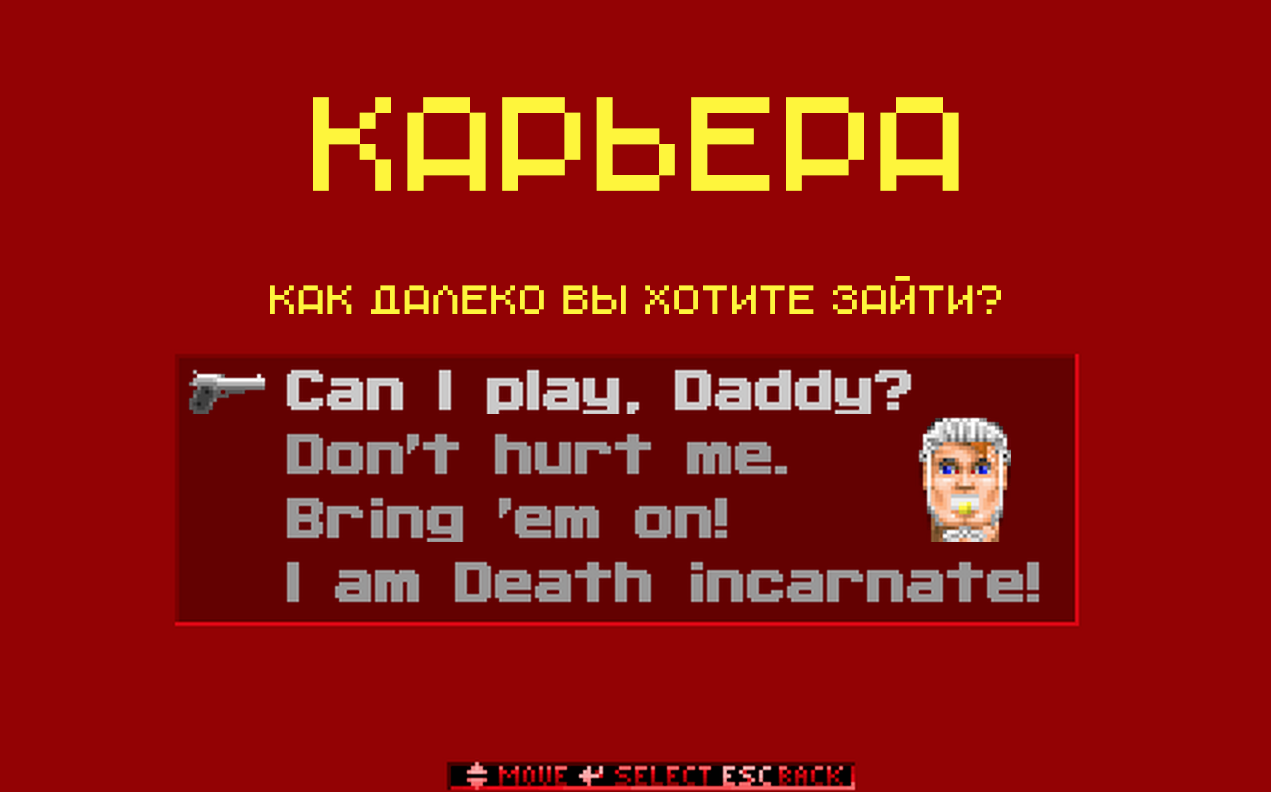 КАРЬЕРА
КАК ДАЛЕКО ВЫ ХОТИТЕ ЗАЙТИ?
Can I play, Daddy?
Don't hurt me.
Bring 'em on!
I am Death incarnate!
MOVE SELECT ESC BACK